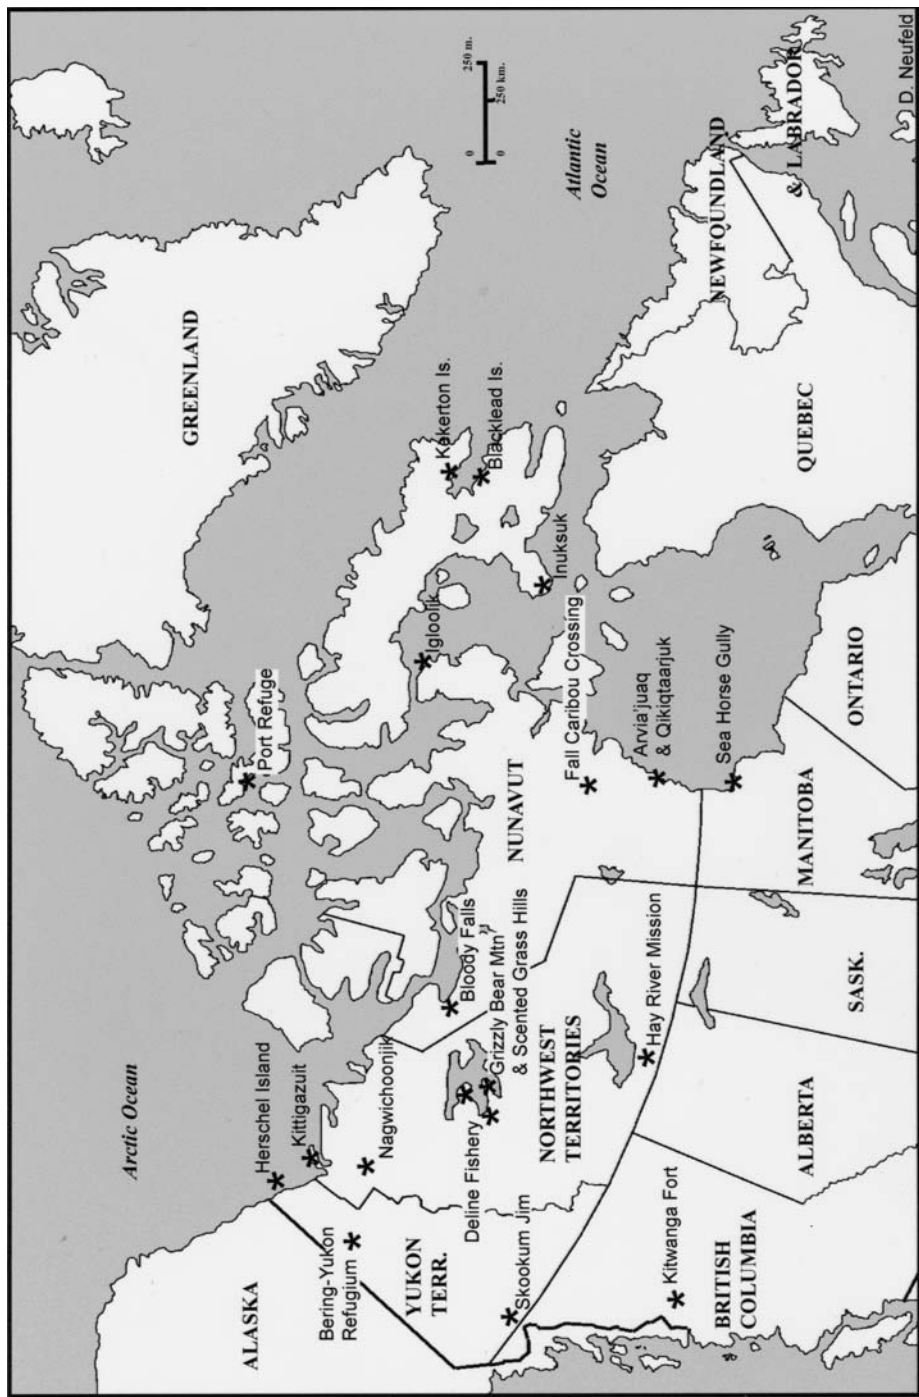 Arctic Ocean
GREENLAND
ALASKA
Herschel Island
Kittigazuit
Port Refuge
Bering-Yukon
Refugium
Nagwichoonjik
YUKON
TERR.
Igloolik
Kekerton Is.
Blacklead Is.
0 250 m.
0 250 km.
Bloody Falls
Grizzly Bear Mtn
& Scented Grass Hills
Deline Fishery
NUNAVUT
Skookum Jim
NORTHWEST
TERRITORIES
Inuksuk
Atlantic
Ocean
Fall Caribou Crossing
Arvia'juaq
& Qikiqtaarjuk
Hay River Mission
Kitwanga Fort
Sea Horse Gully
BRITISH
COLUMBIA
ALBERTA
SASK.
MANITOBA
ONTARIO
QUEBEC
NEWFOUNDLAND
& LABRADOR
D. Neufeld